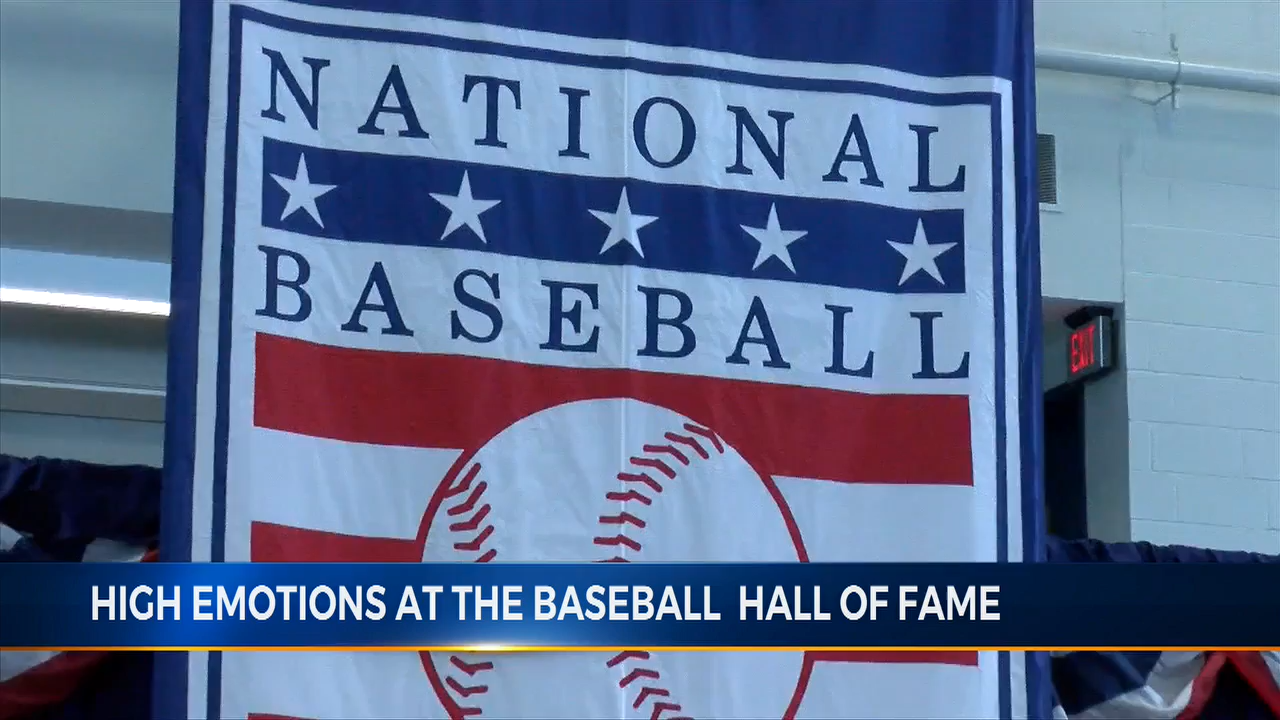 NATIONAL
BASEBALL
EXIT
HIGH EMOTIONS AT THE BASEBALL HALL OF FAME